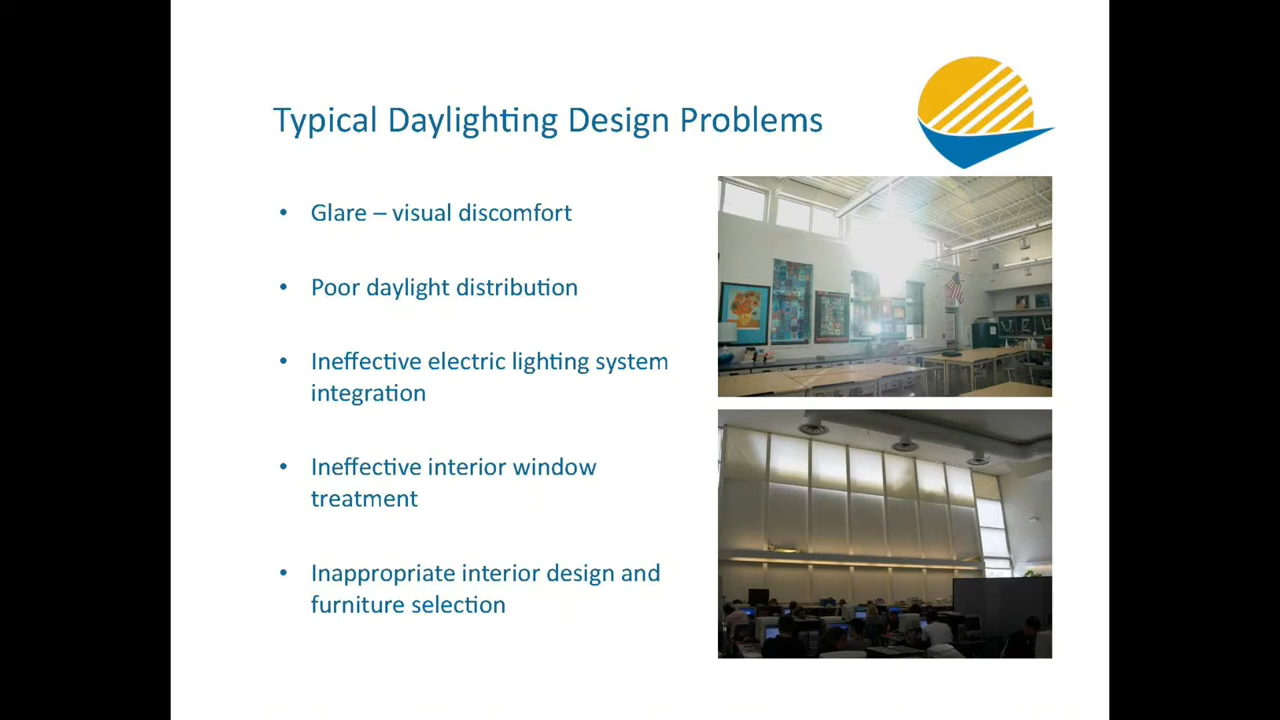 Typical Daylighting Design Problems
• Glare – visual discomfort
• Poor daylight distribution
• Ineffective electric lighting system
integration
• Ineffective interior window
treatment
• Inappropriate interior design and
furniture selection